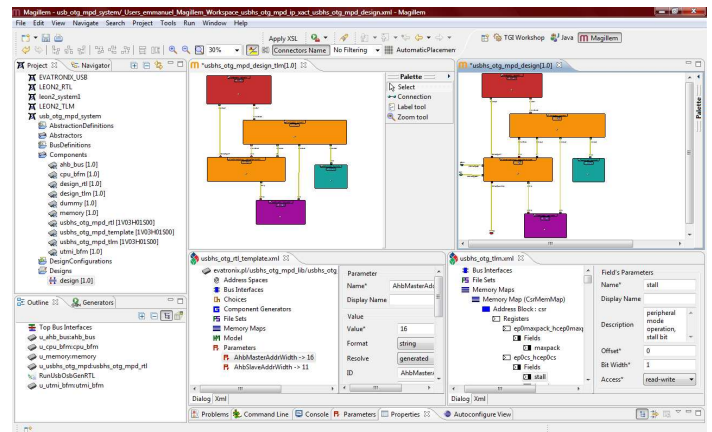 Magillem - usb_otg_mpd_system/_Users_emmanuel_Magillem_Workspace_usbhs_otg_mpd_ip_xact_usbhs_otg_mpd_design.xml - Magillem
File Edit View Navigate Search Project Tools Run Window Help
Apply XSL
TGI Workshop Java Magillem
30% Connectors Name No Filtering AutomaticPlacemen
Project Navigator
EVATRONIX_USB
LEON2_RTL
leon2_system1
LEON2_TLM
usb_otg_mpd_system
AbstractionDefinitions
Abstractors
BusDefinitions
Components
ahb_bus [1.0]
cpu_bfm [1.0]
design_rtl [1.0]
design_tlm [1.0]
dummy [1.0]
memory [1.0]
usbhs_otg_mpd_rtl [1V03H01S00]
usbhs_otg_mpd_template [1V03H01S00]
usbhs_otg_mpd_tlm [1V03H01S00]
utmi_bfm [1.0]
DesignConfigurations
Designs
design [1.0]
Outline Generators
Top Bus Interfaces
u_ahb_bus:ahb_bus
u_cpu_bfm:cpu_bfm
u_memory:memory
u_usbhs_otg_mpd:usbhs_otg_mpd_rtl
RunUsbOsbGenRTL
u_utmi_bfm:utmi_bfm
*usbhs_otg_mpd_design_tlm[1.0]
Palette
Select
Connection
Label tool
Zoom tool
*usbhs_otg_mpd_design[1.0]
Palette
usbhs_otg_rtl_template.xml
evatronix.pl/usbhs_otg_mpd_lib/usbhs_otg
Address Spaces
Bus Interfaces
Choices
Component Generators
File Sets
Memory Maps
Model
Parameters
AhbMasterAddrWidth -> 16
AhbSlaveAddrWidth -> 11
Parameter
Name* AhbMasterAdd
Display Name
Value
Value* 16
Format string
Resolve generated
ID AhbMaster
Dialog Xml
usbhs_otg_tlm.xml
Bus Interfaces
File Sets
Memory Maps
Memory Map (CsrMemMap)
Address Block : csr
Registers
ep0maxpack_hcep0maxp
Fields
maxpack
ep0cs_hcep0cs
Fields
stall
Field's Parameters
Name* stall
Display Name
Description peripheral
mode
operation,
stall bit
Offset* 0
Bit Width* 1
Access* read-write
Dialog Xml
Problems Command Line Console Parameters Properties Autoconfigure View